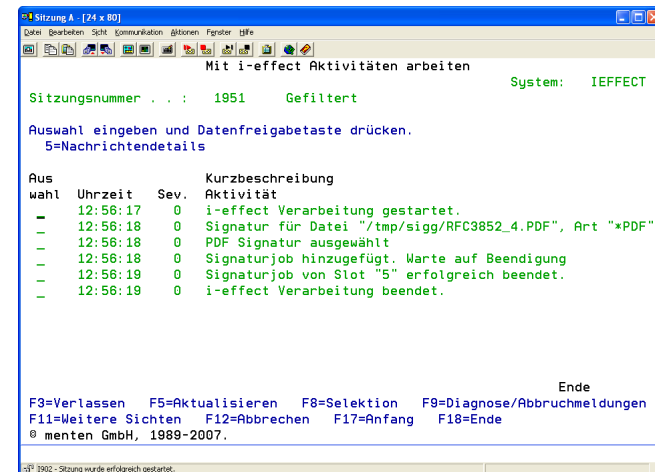 Sitzung A - [24 x 80]
Datei Bearbeiten Sicht Kommunikation Aktionen Fenster Hilfe
Mit i-effect Aktivitäten arbeiten
System: IEFFECT
Sitzungsnummer . . : 1951 Gefiltert
Auswahl eingeben und Datenfreigabetaste drücken.
5=Nachrichtendetails
Aus Kurzbeschreibung
wahl Uhrzeit Sev. Aktivität
_ 12:56:17 0 i-effect Verarbeitung gestartet.
_ 12:56:18 0 Signatur für Datei "/tmp/sigg/RFC3852_4.PDF", Art "*PDF"
_ 12:56:18 0 PDF Signatur ausgewählt
_ 12:56:18 0 Signaturjob hinzugefügt. Warte auf Beendigung
_ 12:56:19 0 Signaturjob von Slot "5" erfolgreich beendet.
_ 12:56:19 0 i-effect Verarbeitung beendet.
Ende
F3=Verlassen F5=Aktualisieren F8=Selektion F9=Diagnose/Abbruchmeldungen
F11=Weitere Sichten F12=Abbrechen F17=Anfang F18=Ende
© menten GmbH, 1989-2007.
I902 - Sitzung wurde erfolgreich gestartet.